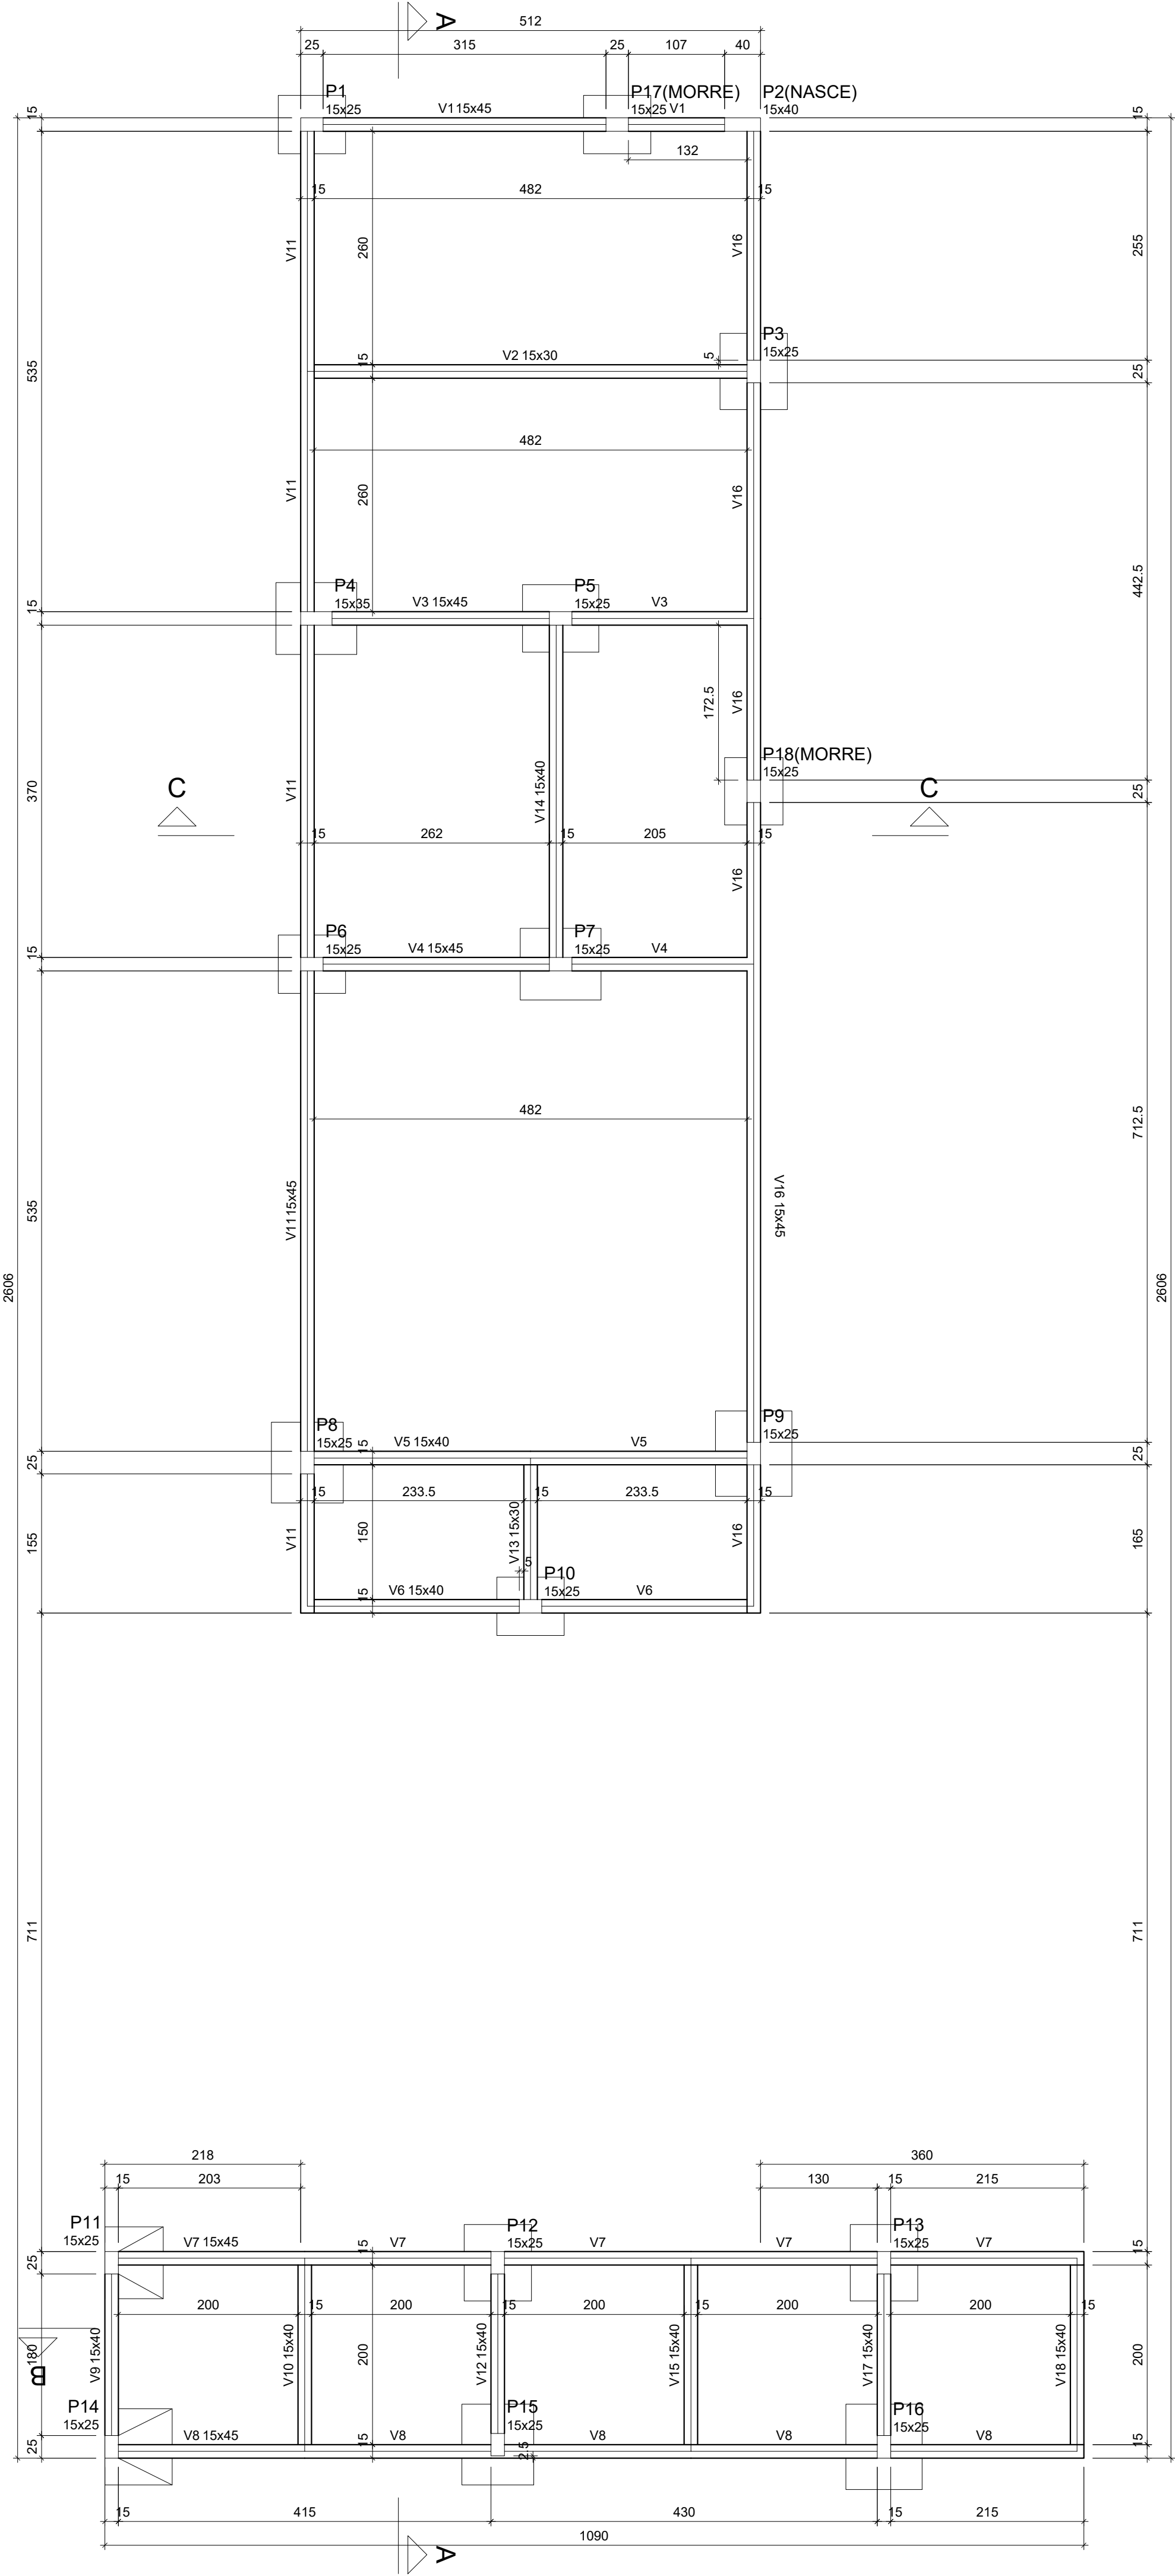 A
512
25 315 25 107 40
P1
15x25
V1 15x45
P17(MORRE)
15x25
V1
P2(NASCE)
15x40
15
15
132
15 482 15
V11
260
V16
255
535
15
V2 15x30
5
P3
15x25
25
482
V11
260
V16
442.5
15
P4
15x35
V3 15x45
P5
15x25
V3
172.5
V16
P18(MORRE)
15x25
C
C
370
V11
V14 15x40
25
15 262 15 205 15
V16
15
P6
15x25
V4 15x45
P7
15x25
V4
482
712.5
V11 15x45
V16 15x45
535
2606
2606
P8
15x25
V5 15x40
15
V5
P9
15x25
25
25
15 233.5 15 233.5 15
155
V11
150
V13 15x30
V16
165
5
P10
15x25
15
V6 15x40
V6
711
711
218
360
15 203
130 15 215
P11
15x25
V7 15x45
V7
P12
15x25
V7
V7
P13
15x25
V7
25
15
15
200 15 200 15 200 15 200 200 15
180
B
V9 15x40
V10 15x40
200
V12 15x40
V15 15x40
V17 15x40
V18 15x40
200
P14
15x25
P15
15x25
P16
15x25
25
V8 15x45
15
V8
2.5
V8
V8
V8
15
15 415 430 15 215
1090
A